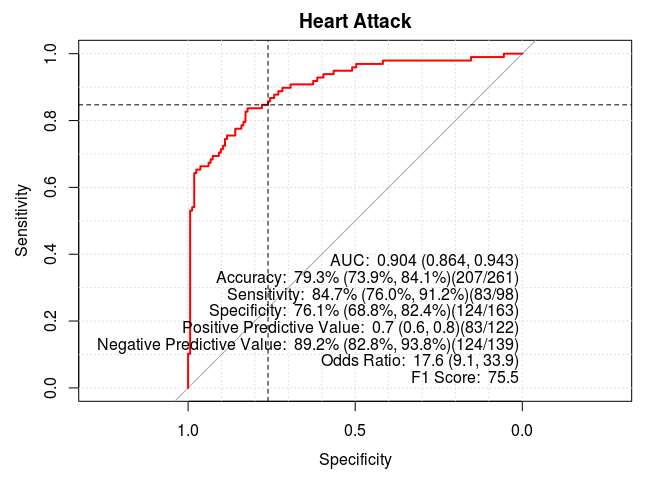 Heart Attack
1.0
0.8
0.6
0.4
0.2
0.0
Sensitivity
AUC: 0.904 (0.864, 0.943)
Accuracy: 79.3% (73.9%, 84.1%)(207/261)
Sensitivity: 84.7% (76.0%, 91.2%)(83/98)
Specificity: 76.1% (68.8%, 82.4%)(124/163)
Positive Predictive Value: 0.7 (0.6, 0.8)(83/122)
Negative Predictive Value: 89.2% (82.8%, 93.8%)(124/139)
Odds Ratio: 17.6 (9.1, 33.9)
F1 Score: 75.5
1.0 0.5 0.0
Specificity